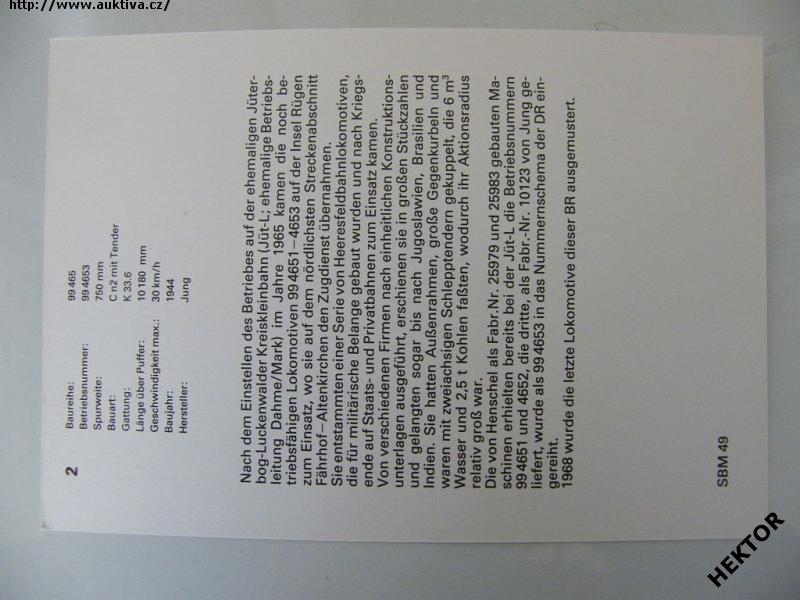 http://www.auktiva.cz/
2
Baureihe: 99 465
Betriebsnummer: 99 4653
Spurweite: 750 mm
Bauart: C n2 mit Tender
Gattung: K 33.6
Länge über Puffer: 10 180 mm
Geschwindigkeit max.: 30 km/h
Baujahr: 1944
Hersteller: Jung
Nach dem Einstellen des Betriebes auf der ehemaligen Jüter-
bog-Luckenwalder Kreiskleinbahn (Jüt-L; ehemalige Betriebs-
leitung Dahme/Mark) im Jahre 1965 kamen die noch be-
triebsfähigen Lokomotiven 99 4651–4653 auf der Insel Rügen
zum Einsatz, wo sie auf dem nördlichsten Streckenabschnitt
Fährhof–Altenkirchen den Zugdienst übernahmen.
Sie entstammten einer Serie von Heeresfeldbahnlokomotiven,
die für militärische Belange gebaut wurden und nach Kriegs-
ende auf Staats- und Privatbahnen zum Einsatz kamen.
Von verschiedenen Firmen nach einheitlichen Konstruktions-
unterlagen ausgeführt, erschienen sie in großen Stückzahlen
und gelangten sogar bis nach Jugoslawien, Brasilien und
Indien. Sie hatten Außenrahmen, große Gegenkurbeln und
waren mit zweiachsigen Schlepptendern gekuppelt, die 6 m³
Wasser und 2,5 t Kohlen faßten, wodurch ihr Aktionsradius
relativ groß war.
Die von Henschel als Fabr.Nr. 25979 und 25983 gebauten Ma-
schinen erhielten bereits bei der Jüt-L die Betriebsnummern
99 4651 und 4652, die dritte, als Fabr.-Nr. 10123 von Jung ge-
liefert, wurde als 99 4653 in das Nummernschema der DR ein-
gereiht.
1968 wurde die letzte Lokomotive dieser BR ausgemustert.
SBM 49
HEKTOR